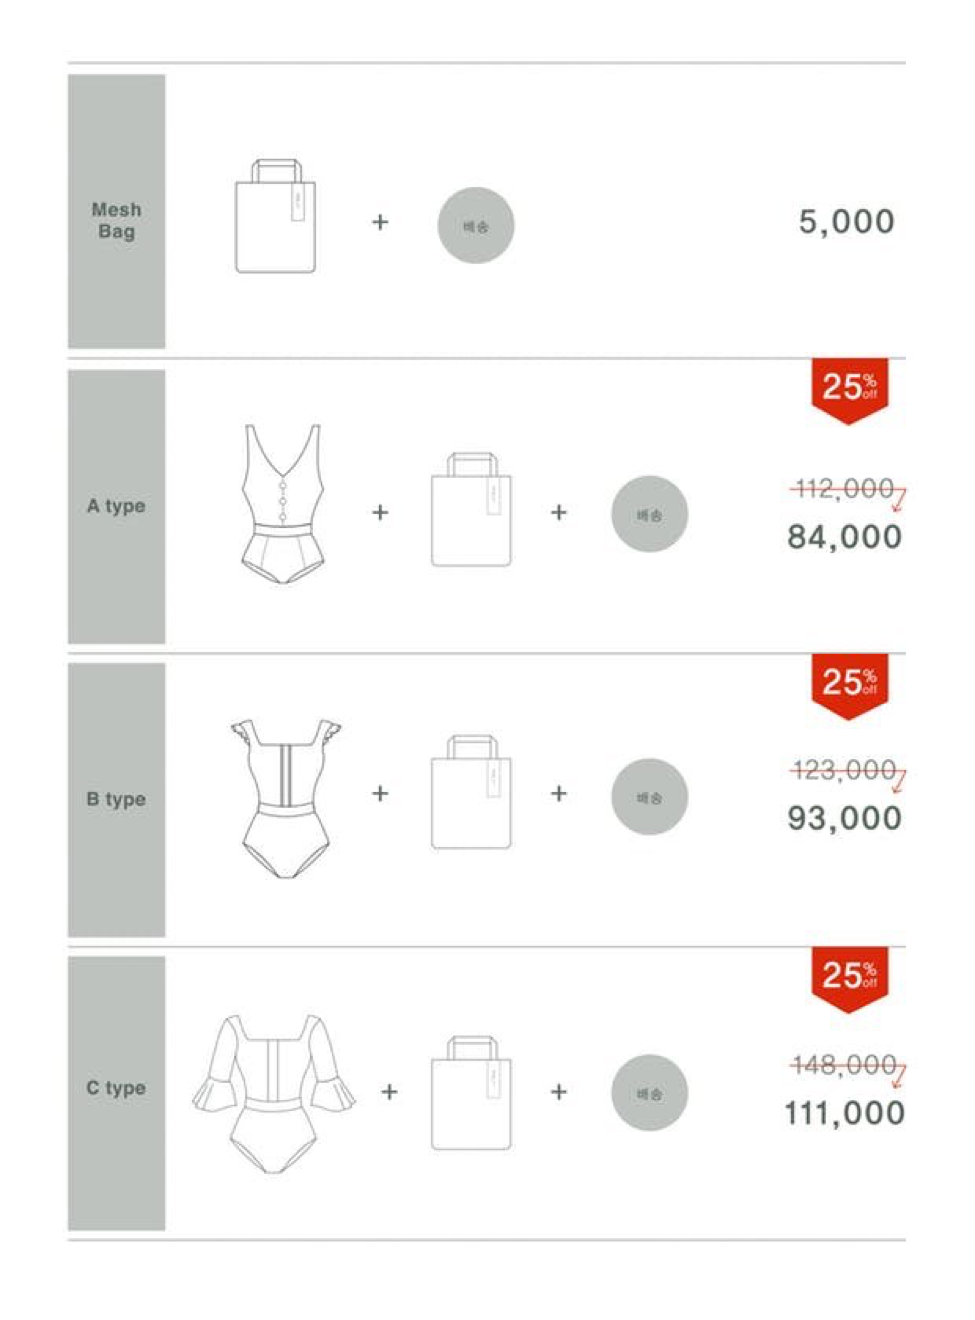 Mesh
Bag
+
배송
5,000
25% off
A type
+
+
배송
112,000
84,000
25% off
B type
+
+
배송
123,000
93,000
25% off
C type
+
+
배송
148,000
111,000